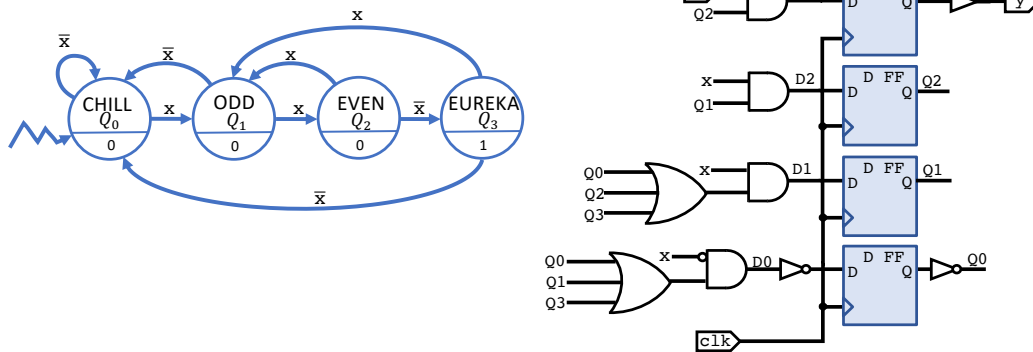 x
x̅
x̅
x
CHILL
Q₀
0
x
ODD
Q₁
0
x
EVEN
Q₂
0
x̅
EUREKA
Q₃
1
x̅
Q2
D
Q
y
x
Q1
D2
D FF
D
Q
Q2
Q0
Q2
Q3
x
D1
D FF
D
Q
Q1
Q0
Q1
Q3
x
D0
D FF
D
Q
Q0
clk